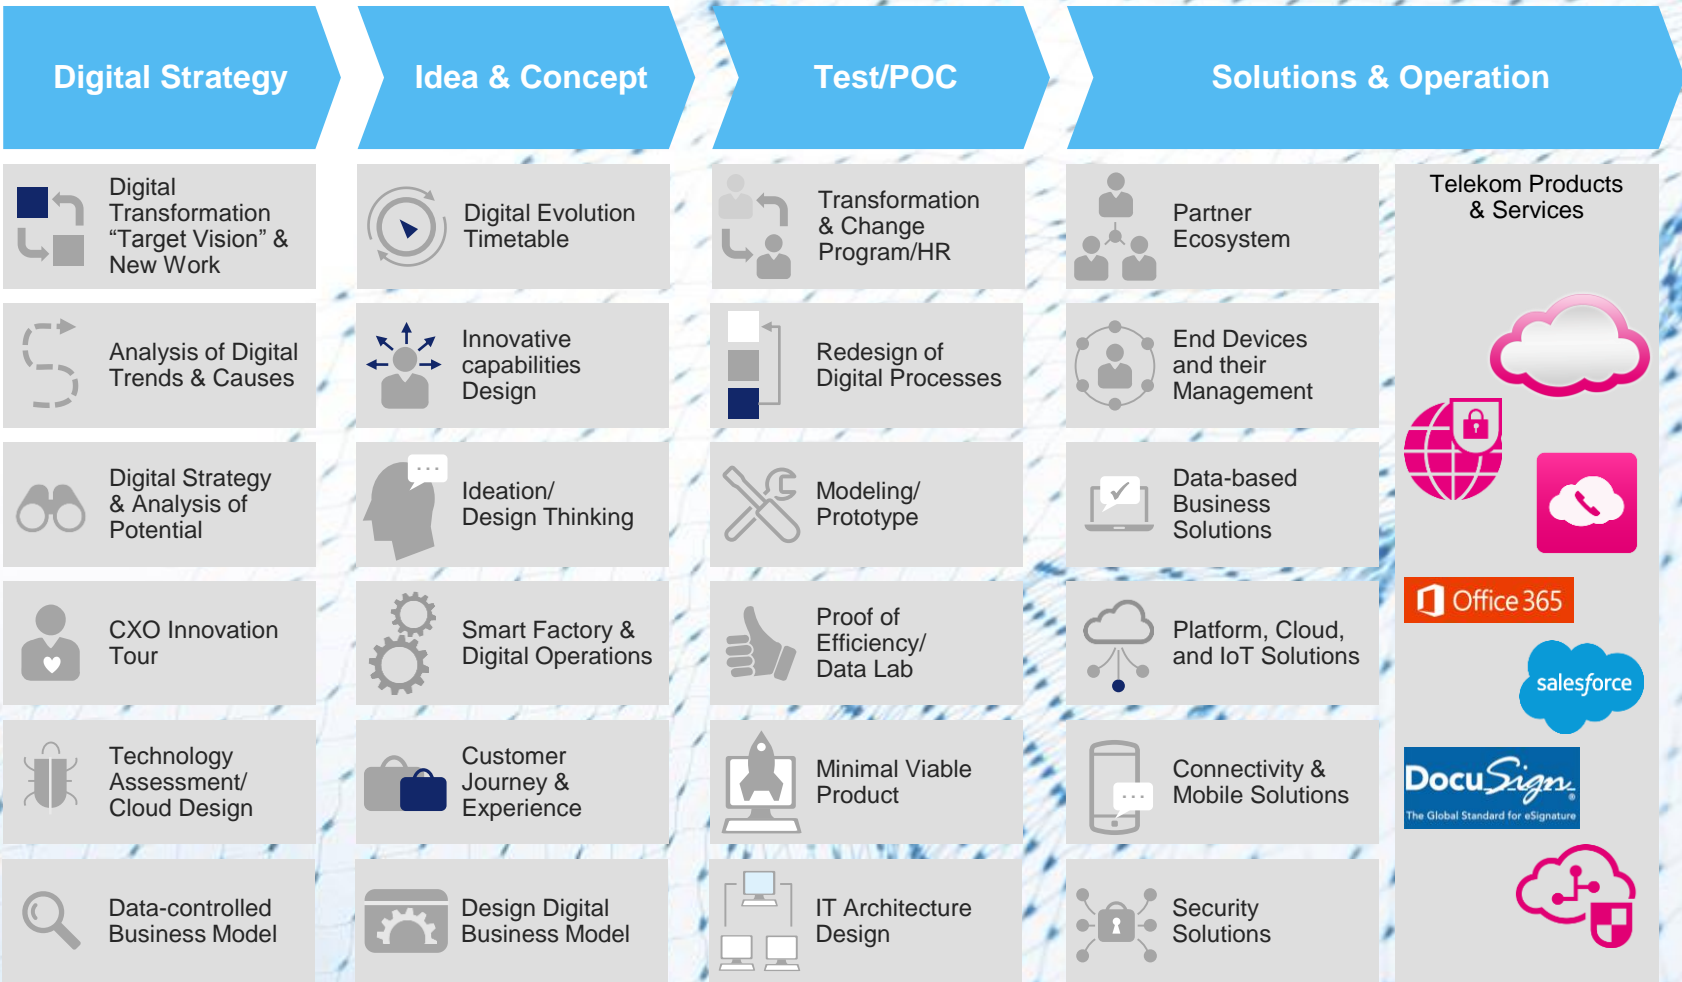 Digital Strategy
Idea & Concept
Test/POC
Solutions & Operation
Digital
Transformation
“Target Vision” &
New Work
Digital Evolution
Timetable
Transformation
& Change
Program/HR
Partner
Ecosystem
Telekom Products
& Services
Analysis of Digital
Trends & Causes
Innovative
capabilities
Design
Redesign of
Digital Processes
End Devices
and their
Management
Digital Strategy
& Analysis of
Potential
Ideation/
Design Thinking
Modeling/
Prototype
Data-based
Business
Solutions
CXO Innovation
Tour
Smart Factory &
Digital Operations
Proof of
Efficiency/
Data Lab
Platform, Cloud,
and IoT Solutions
Office 365
salesforce
Technology
Assessment/
Cloud Design
Customer
Journey &
Experience
Minimal Viable
Product
Connectivity &
Mobile Solutions
DocuSign®
The Global Standard for eSignature
Data-controlled
Business Model
Design Digital
Business Model
IT Architecture
Design
Security
Solutions